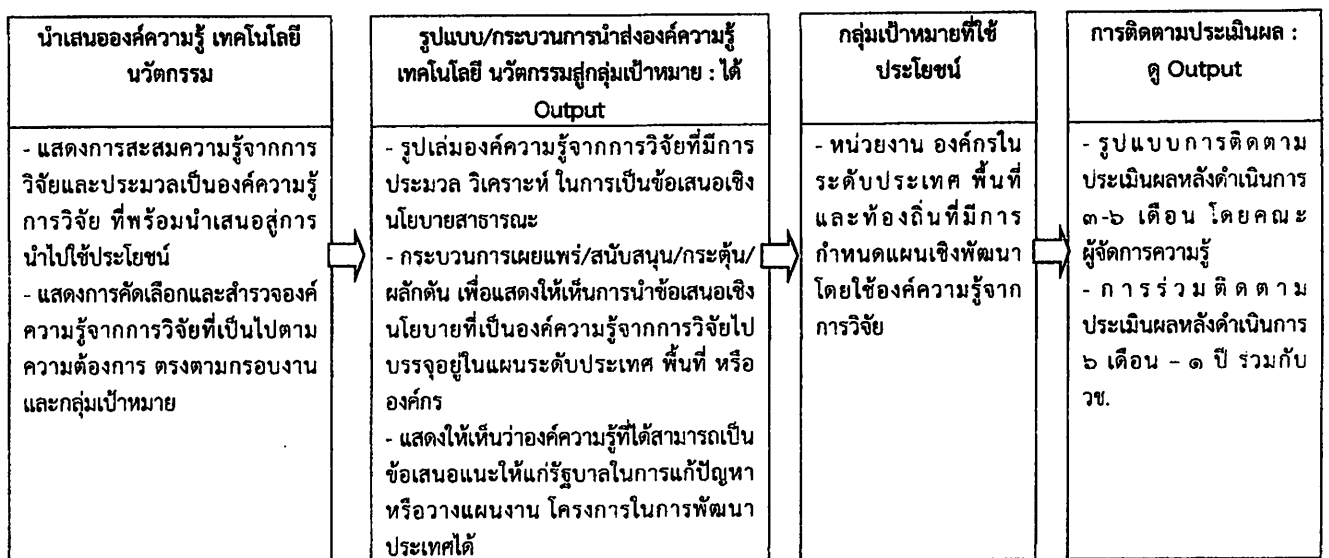 นำเสนอองค์ความรู้ เทคโนโลยี
นวัตกรรม
- แสดงการสะสมความรู้จากการ
วิจัยและประมวลเป็นองค์ความรู้
การวิจัย ที่พร้อมนำเสนอสู่การ
นำไปใช้ประโยชน์
- แสดงการคัดเลือกและสำรวจองค์
ความรู้จากการวิจัยที่เป็นไปตาม
ความต้องการ ตรงตามกรอบงาน
และกลุ่มเป้าหมาย
รูปแบบ/กระบวนการนำส่งองค์ความรู้
เทคโนโลยี นวัตกรรมสู่กลุ่มเป้าหมาย : ได้
Output
- รูปเล่มองค์ความรู้จากการวิจัยที่มีการ
ประมวล วิเคราะห์ ในการเป็นข้อเสนอเชิง
นโยบายสาธารณะ
- กระบวนการเผยแพร่/สนับสนุน/กระตุ้น/
ผลักดัน เพื่อแสดงให้เห็นการนำข้อเสนอเชิง
นโยบายที่เป็นองค์ความรู้จากการวิจัยไป
บรรจุอยู่ในแผนระดับประเทศ พื้นที่ หรือ
องค์กร
- แสดงให้เห็นว่าองค์ความรู้ที่ได้สามารถเป็น
ข้อเสนอแนะให้แก่รัฐบาลในการแก้ปัญหา
หรือวางแผนงาน โครงการในการพัฒนา
ประเทศได้
กลุ่มเป้าหมายที่ใช้
ประโยชน์
- หน่วยงาน องค์กรใน
ระดับประเทศ พื้นที่
และท้องถิ่นที่มีการ
กำหนดแผนเชิงพัฒนา
โดยใช้องค์ความรู้จาก
การวิจัย
การติดตามประเมินผล :
ดู Output
- รูปแบบการติดตาม
ประเมินผลหลังดำเนินการ
๓-๖ เดือน โดยคณะ
ผู้จัดการความรู้
- การร่วมติดตาม
ประเมินผลหลังดำเนินการ
๖ เดือน – ๑ ปี ร่วมกับ
วช.